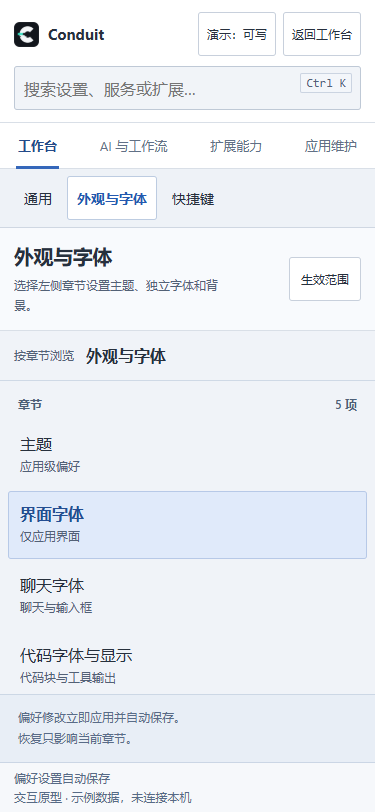 Conduit
演示：可写
返回工作台
搜索设置、服务或扩展...
Ctrl K
工作台
AI 与工作流
扩展能力
应用维护
通用
外观与字体
快捷键
外观与字体
选择左侧章节设置主题、独立字体和背
景。
生效范围
按章节浏览
外观与字体
章节
5 项
主题
应用级偏好
界面字体
仅应用界面
聊天字体
聊天与输入框
代码字体与显示
代码块与工具输出
偏好修改立即应用并自动保存。
恢复只影响当前章节。
偏好设置自动保存
交互原型 · 示例数据，未连接本机